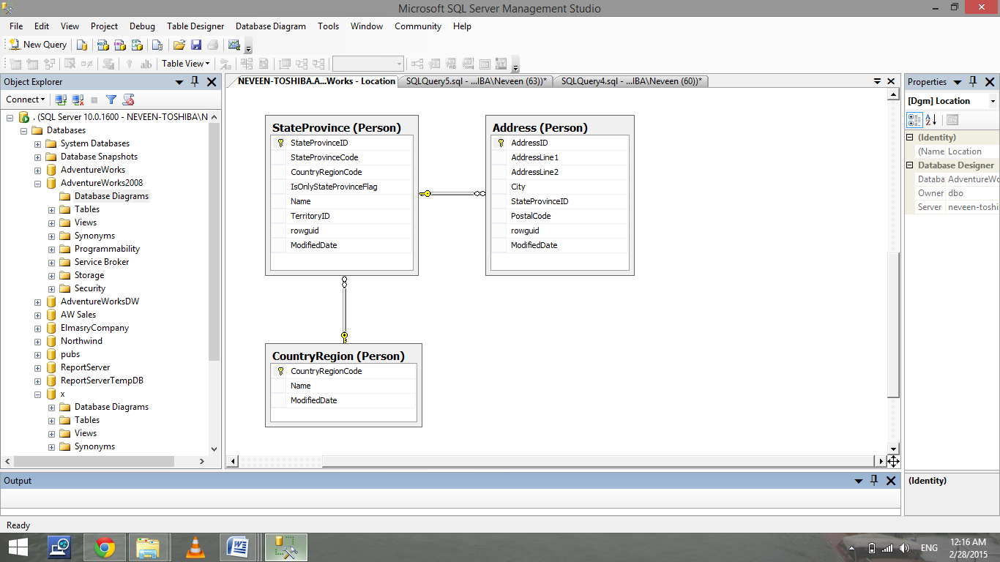 Microsoft SQL Server Management Studio
File Edit View Project Debug Table Designer Database Diagram Tools Window Community Help
New Query
Table View
Object Explorer
Connect
. (SQL Server 10.0.1600 - NEVEEN-TOSHIBA\N
Databases
System Databases
Database Snapshots
AdventureWorks
AdventureWorks2008
Database Diagrams
Tables
Views
Synonyms
Programmability
Service Broker
Storage
Security
AdventureWorksDW
AW Sales
ElmasryCompany
Northwind
pubs
ReportServer
ReportServerTempDB
x
Database Diagrams
Tables
Views
Synonyms
NEVEEN-TOSHIBA.A...Works - Location
SQLQuery5.sql - ...IBA\Neveen (63))*
SQLQuery4.sql - ...IBA\Neveen (60))*
StateProvince (Person)
StateProvinceID
StateProvinceCode
CountryRegionCode
IsOnlyStateProvinceFlag
Name
TerritoryID
rowguid
ModifiedDate
Address (Person)
AddressID
AddressLine1
AddressLine2
City
StateProvinceID
PostalCode
rowguid
ModifiedDate
CountryRegion (Person)
CountryRegionCode
Name
ModifiedDate
Properties
[Dgm] Location
(Identity)
(Name Location
Database Designer
Databa AdventureWo
Owner dbo
Server neveen-toshi
(Identity)
Output
Ready
ENG
12:16 AM
2/28/2015